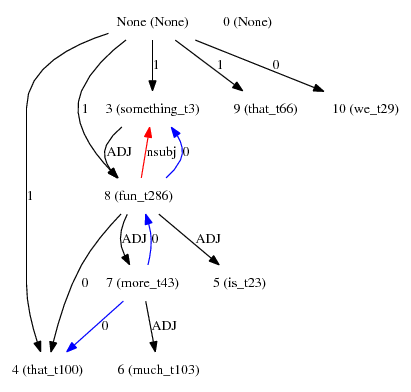 None (None) 0 (None)
1 1 1 0
3 (something_t3) 9 (that_t66) 10 (we_t29)
ADJ nsubj 0
1 8 (fun_t286)
0 ADJ 0 ADJ
7 (more_t43) 5 (is_t23)
0 ADJ
4 (that_t100) 6 (much_t103)